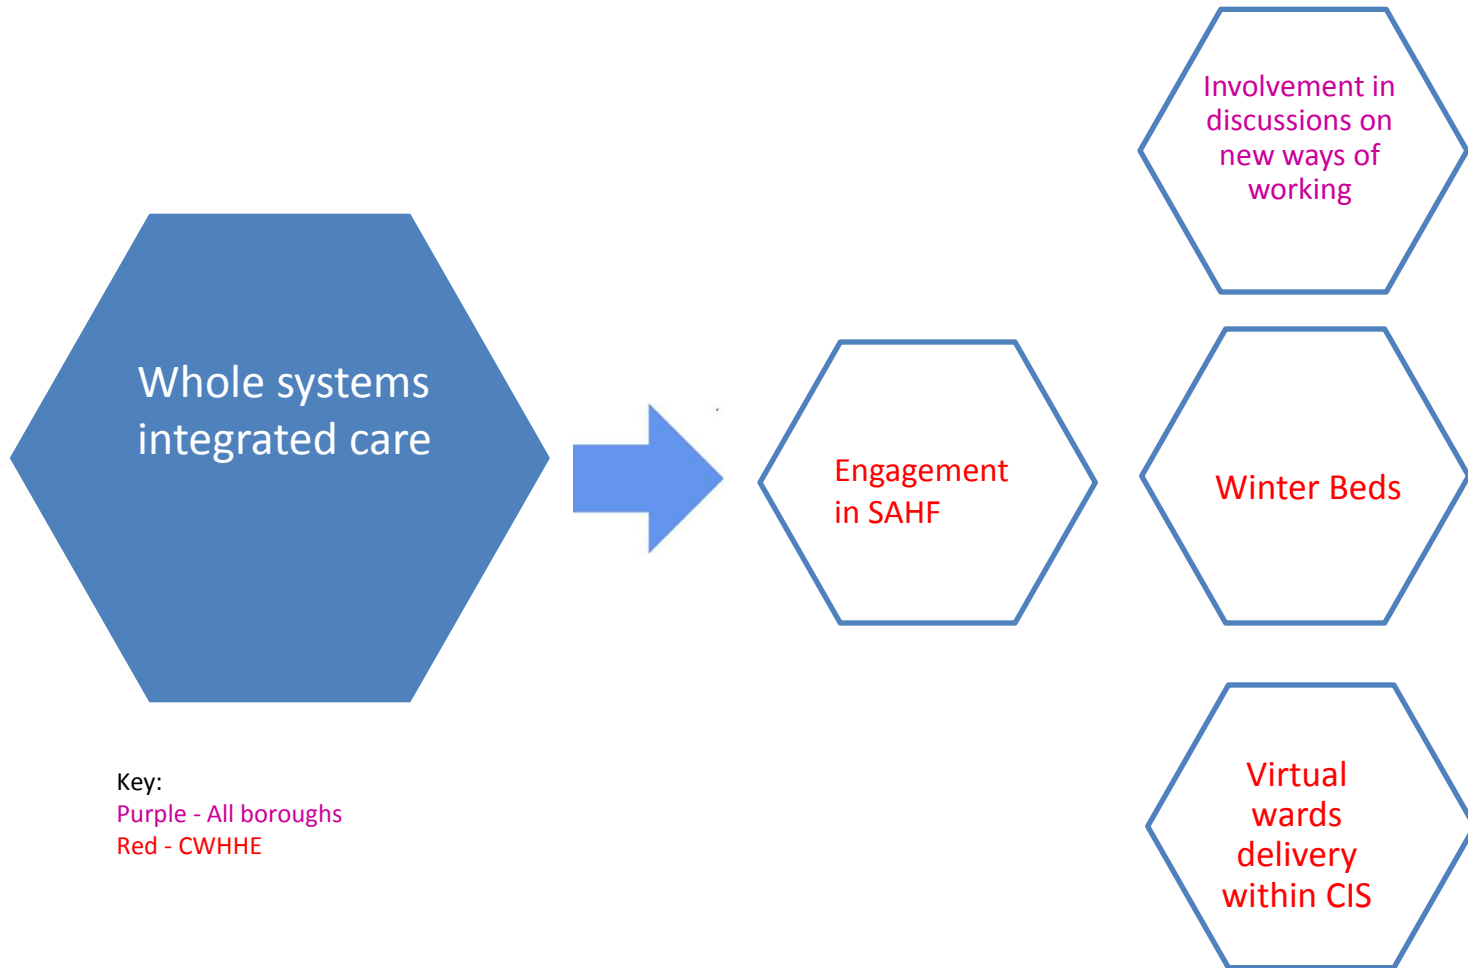 Whole systems
integrated care
Engagement
in SAHF
Involvement in
discussions on
new ways of
working
Winter Beds
Virtual
wards
delivery
within CIS
Key:
Purple - All boroughs
Red - CWHHE